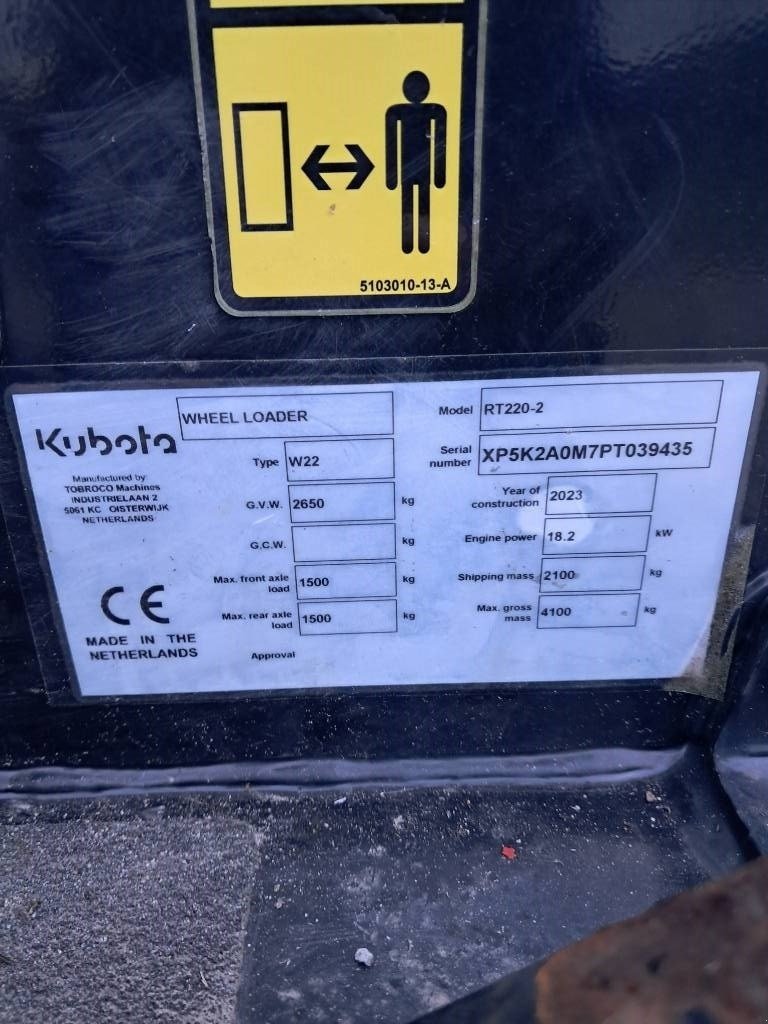 5103010-13-A
Kubota
WHEEL LOADER
Model RT220-2
Type W22
Serial number XP5K2A0M7PT039435
Manufactured by:
TOBROCO Machines
INDUSTRIELAAN 2
5061 KC OISTERWIJK
NETHERLANDS
G.V.W. 2650 kg
Year of construction 2023
G.C.W. kg
Engine power 18.2 kW
Max. front axle load 1500 kg
Shipping mass 2100 kg
Max. rear axle load 1500 kg
Max. gross mass 4100 kg
CE
MADE IN THE
NETHERLANDS
Approval